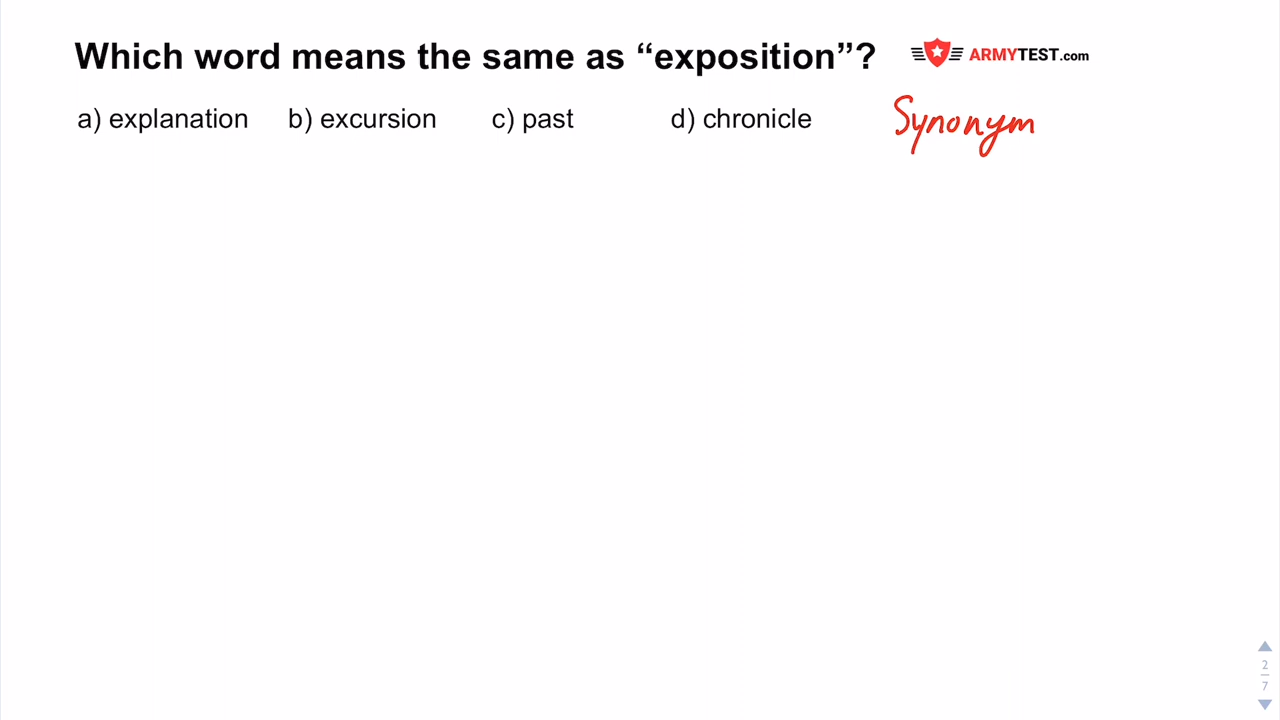 Which word means the same as “exposition”?
ARMYTEST.com
a) explanation b) excursion c) past d) chronicle
Synonym
2
7